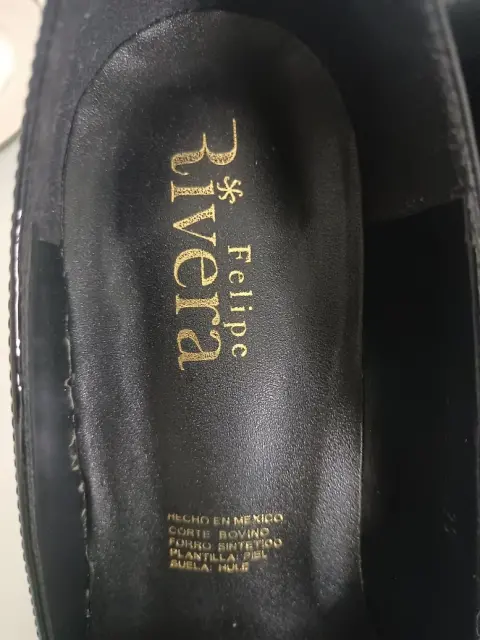 Felipe
Rivera
HECHO EN MEXICO
CORTE BOVINO
FORRO SINTETICO
PLANTILLA: PIEL
SUELA: HULE